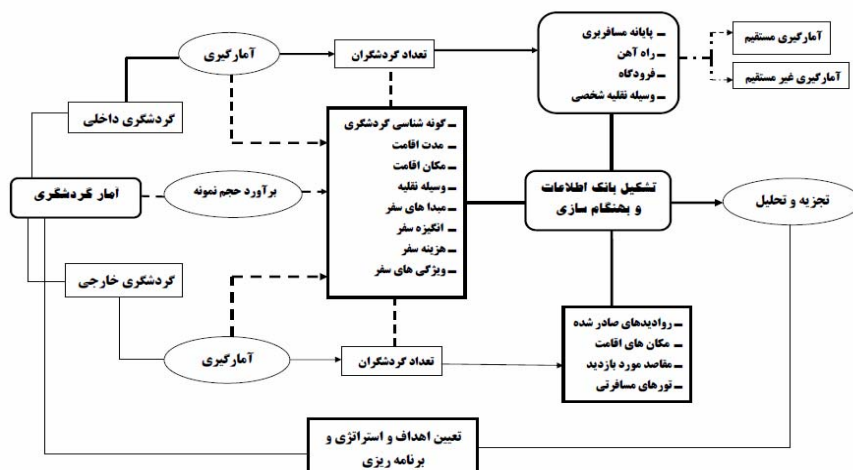 آمارگیری
تعداد گردشگران
ـ پایانه مسافربری
ـ راه آهن
ـ فرودگاه
ـ وسیله نقلیه شخصی
آمارگیری مستقیم
آمارگیری غیر مستقیم
گردشگری داخلی
ـ گونه شناسی گردشگری
ـ مدت اقامت
ـ مکان اقامت
ـ وسیله نقلیه
ـ مبدا های سفر
ـ انگیزه سفر
ـ هزینه سفر
ـ ویژگی های سفر
آمار گردشگری
برآورد حجم نمونه
تشکیل بانک اطلاعات
و بهنگام سازی
تجزیه و تحلیل
گردشگری خارجی
آمارگیری
تعداد گردشگران
ـ روادیدهای صادر شده
ـ مکان های اقامت
ـ مقاصد مورد بازدید
ـ تورهای مسافرتی
تعیین اهداف و استراتژی و
برنامه ریزی